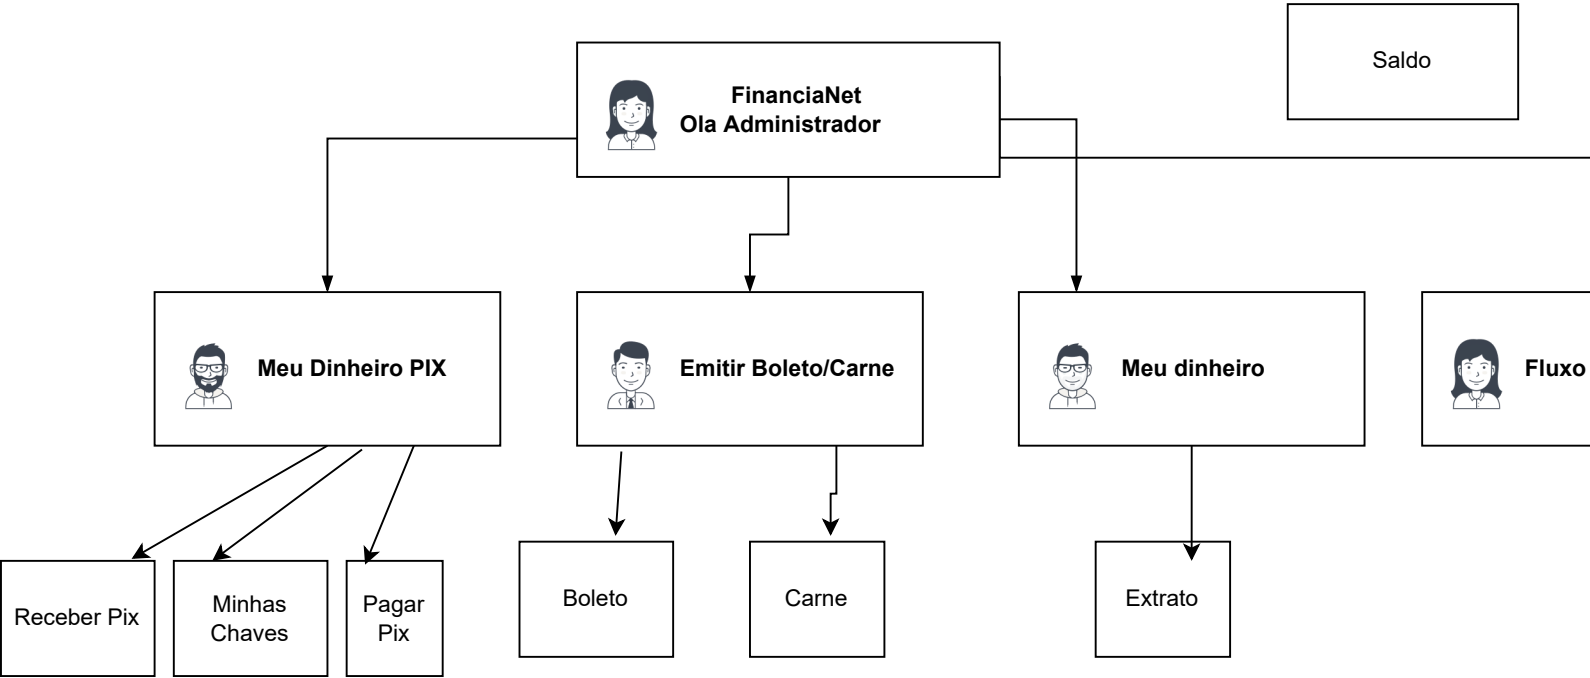 Saldo
FinanciaNet
Ola Administrador
Meu Dinheiro PIX
Emitir Boleto/Carne
Meu dinheiro
Fluxo
Receber Pix
Minhas
Chaves
Pagar
Pix
Boleto
Carne
Extrato